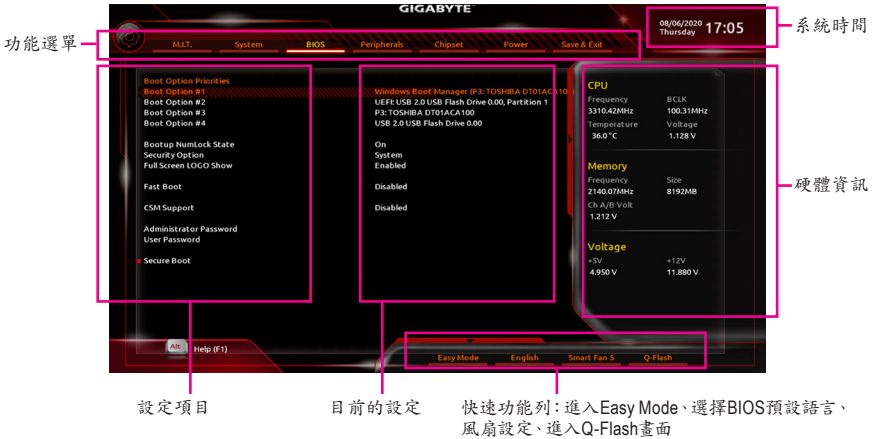 GIGABYTE™
08/06/2020
Thursday 17:05
系統時間
功能選單
M.I.T. System BIOS Peripherals Chipset Power Save & Exit
Boot Option Priorities
Boot Option #1 Windows Boot Manager (P3: TOSHIBA DT01ACA100)
Boot Option #2 UEFI: USB 2.0 USB Flash Drive 0.00, Partition 1
Boot Option #3 P3: TOSHIBA DT01ACA100
Boot Option #4 USB 2.0 USB Flash Drive 0.00
Bootup NumLock State On
Security Option System
Full Screen LOGO Show Enabled
Fast Boot Disabled
CSM Support Disabled
Administrator Password
User Password
Secure Boot
CPU
Frequency BCLK
3310.42MHz 100.31MHz
Temperature Voltage
36.0 °C 1.128 V
Memory
Frequency Size
2140.07MHz 8192MB
Ch A/B Volt
1.212 V
Voltage
+5V +12V
4.950 V 11.880 V
硬體資訊
Alt Help (F1)
Easy Mode English Smart Fan 5 Q-Flash
設定項目
目前的設定
快速功能列：進入Easy Mode、選擇BIOS預設語言、
風扇設定、進入Q-Flash畫面